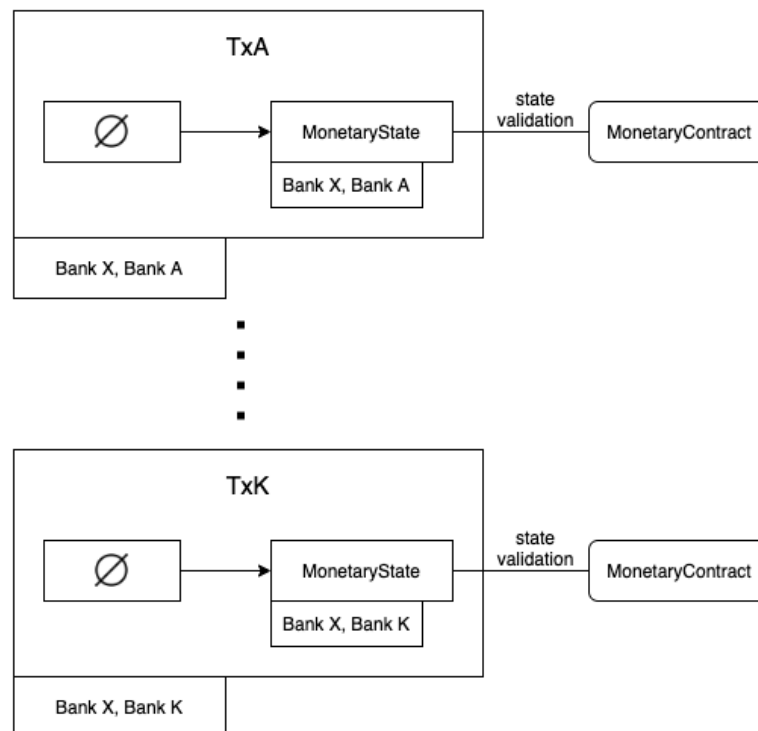 TxA
∅
MonetaryState
state
validation
MonetaryContract
Bank X, Bank A
Bank X, Bank A
TxK
∅
MonetaryState
state
validation
MonetaryContract
Bank X, Bank K
Bank X, Bank K